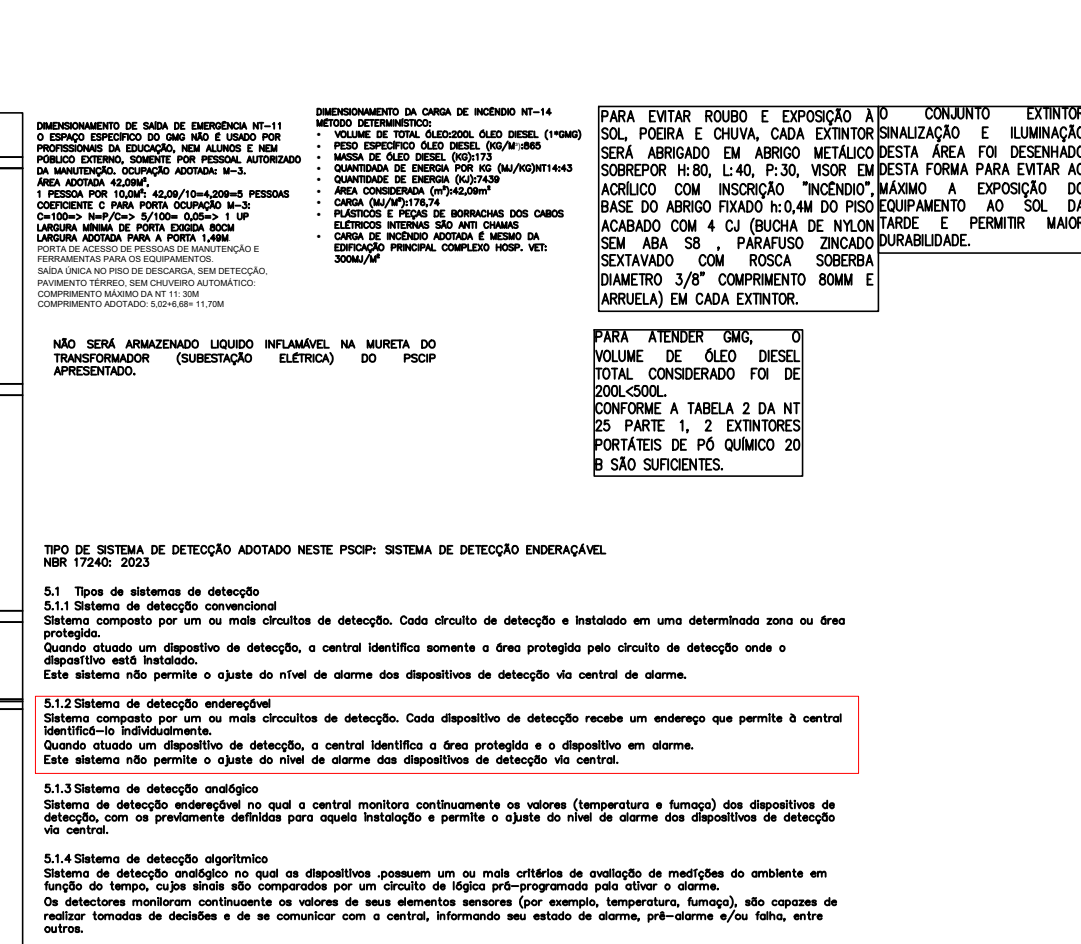 DIMENSIONAMENTO DE SAÍDA DE EMERGÊNCIA NT-11
O ESPAÇO ESPECÍFICO DO GMG NÃO É USADO POR
PROFISSIONAIS DA EDUCAÇÃO, NEM ALUNOS E NEM
PÚBLICO EXTERNO, SOMENTE POR PESSOAL AUTORIZADO
DA MANUTENÇÃO. OCUPAÇÃO ADOTADA: M-3.
ÁREA ADOTADA 42,09M²,
1 PESSOA POR 10,0M²: 42,09/10=4,209=5 PESSOAS
COEFICIENTE C PARA PORTA OCUPAÇÃO M-3:
C=100=> N=P/C=> 5/100= 0,05=> 1 UP
LARGURA MÍNIMA DE PORTA EXIGIDA 80CM
LARGURA ADOTADA PARA A PORTA 1,49M
PORTA DE ACESSO DE PESSOAS DE MANUTENÇÃO E
FERRAMENTAS PARA OS EQUIPAMENTOS.
SAÍDA ÚNICA NO PISO DE DESCARGA, SEM DETECÇÃO,
PAVIMENTO TÉRREO, SEM CHUVEIRO AUTOMÁTICO:
COMPRIMENTO MÁXIMO DA NT 11: 30M
COMPRIMENTO ADOTADO: 5,02+6,68= 11,70M
DIMENSIONAMENTO DA CARGA DE INCÊNDIO NT-14
MÉTODO DETERMINÍSTICO:
• VOLUME DE TOTAL ÓLEO:200L ÓLEO DIESEL (1*GMG)
• PESO ESPECÍFICO ÓLEO DIESEL (KG/M³):865
• MASSA DE ÓLEO DIESEL (KG):173
• QUANTIDADA DE ENERGIA POR KG (MJ/KG)NT14:43
• QUANTIDADE DE ENERGIA (KJ):7439
• ÁREA CONSIDERADA (m²):42,09m²
• CARGA (MJ/M²):176,74
• PLÁSTICOS E PEÇAS DE BORRACHAS DOS CABOS
ELÉTRICOS INTERNAS SÃO ANTI CHAMAS
• CARGA DE INCÊNDIO ADOTADA É MESMO DA
EDIFICAÇÃO PRINCIPAL COMPLEXO HOSP. VET:
300MJ/M²
PARA EVITAR ROUBO E EXPOSIÇÃO À
SOL, POEIRA E CHUVA, CADA EXTINTOR
SERÁ ABRIGADO EM ABRIGO METÁLICO
SOBREPOR H:80, L:40, P:30, VISOR EM
ACRÍLICO COM INSCRIÇÃO "INCÊNDIO",
BASE DO ABRIGO FIXADO h:0,4M DO PISO
ACABADO COM 4 CJ (BUCHA DE NYLON
SEM ABA S8 , PARAFUSO ZINCADO
SEXTAVADO COM ROSCA SOBERBA
DIAMETRO 3/8" COMPRIMENTO 80MM E
ARRUELA) EM CADA EXTINTOR.
O CONJUNTO EXTINTOR
SINALIZAÇÃO E ILUMINAÇÃO
DESTA ÁREA FOI DESENHADO
DESTA FORMA PARA EVITAR AO
MÁXIMO A EXPOSIÇÃO DO
EQUIPAMENTO AO SOL DA
TARDE E PERMITIR MAIOR
DURABILIDADE.
NÃO SERÁ ARMAZENADO LIQUIDO INFLAMÁVEL NA MURETA DO
TRANSFORMADOR (SUBESTAÇÃO ELÉTRICA) DO PSCIP
APRESENTADO.
PARA ATENDER GMG, O
VOLUME DE ÓLEO DIESEL
TOTAL CONSIDERADO FOI DE
200L<500L.
CONFORME A TABELA 2 DA NT
25 PARTE 1, 2 EXTINTORES
PORTÁTEIS DE PÓ QUÍMICO 20
B SÃO SUFICIENTES.
TIPO DE SISTEMA DE DETECÇÃO ADOTADO NESTE PSCIP: SISTEMA DE DETECÇÃO ENDERAÇÁVEL
NBR 17240: 2023
5.1 Tipos de sistemas de detecção
5.1.1 Sistema de detecção convencional
Sistema composto por um ou mais circuitos de detecção. Cada circuito de detecção e instalado em uma determinada zona ou área
protegida.
Quando atuado um dispostivo de detecção, a central identifica somente a área protegida pelo circuito de detecção onde o
dispasítivo está instalado.
Este sistema não permite o ajuste do nível de alarme dos dispositivos de detecção via central de alarme.
5.1.2 Sistema de detecção endereçável
Sistema compasto por um ou mais circcuitos de detecção. Cada dispositivo de detecção recebe um endereço que permite à central
identificá-lo individualmente.
Quando atuado um dispositivo de detecção, a central identifica a área protegida e o dispositivo em alarme.
Este sistema não permite o ajuste do nivel de alarme das dispositivos de detecção via central.
5.1.3 Sistema de detecção analógico
Sistema de detecção endereçável no qual a central monitora continuamente os valores (temperatura e fumaça) dos dispositivos de
detecção, com os previamente definidas para aquela instalação e permite o ajuste do nivel de alarme dos dispositivos de detecção
via central.
5.1.4 Sistema de detecção algoritmico
Sistema de detecção analógico no qual as dispositivos .possuem um ou mais critérios de avaliação de medições do ambiente em
função do tempo, cujos sinais são comparados por um circuito de lógica prá-programada pala ativar o alarme.
Os detectores moniloram continuaente os valores de seus elementos sensores (por exemplo, temperatura, fumaça), são capazes de
realizar tomadas de decisões e de se comunicar com a central, informando seu estado de alarme, prê-alarme e/ou falha, entre
outros.